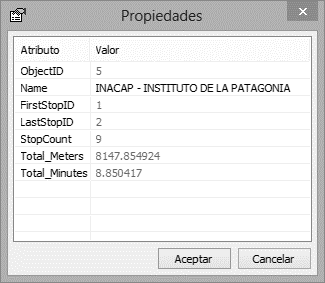 Propiedades
Atributo Valor
ObjectID 5
Name INACAP - INSTITUTO DE LA PATAGONIA
FirstStopID 1
LastStopID 2
StopCount 9
Total_Meters 8147.854924
Total_Minutes 8.850417
Aceptar Cancelar